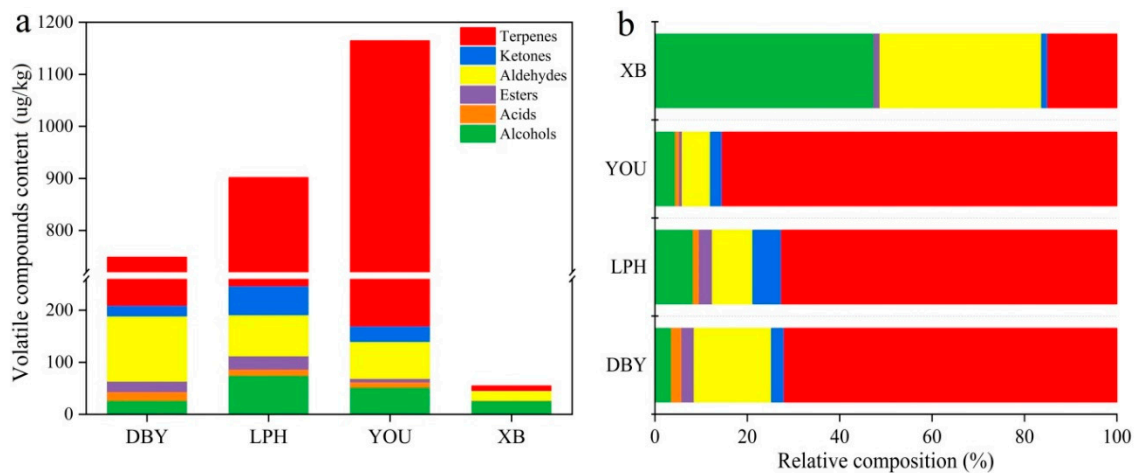 a
Volatile compounds content (ug/kg)
1200
1100
1000
900
800
200
100
0
Terpenes
Ketones
Aldehydes
Esters
Acids
Alcohols
DBY LPH YOU XB
b
XB
YOU
LPH
DBY
0 20 40 60 80 100
Relative composition (%)